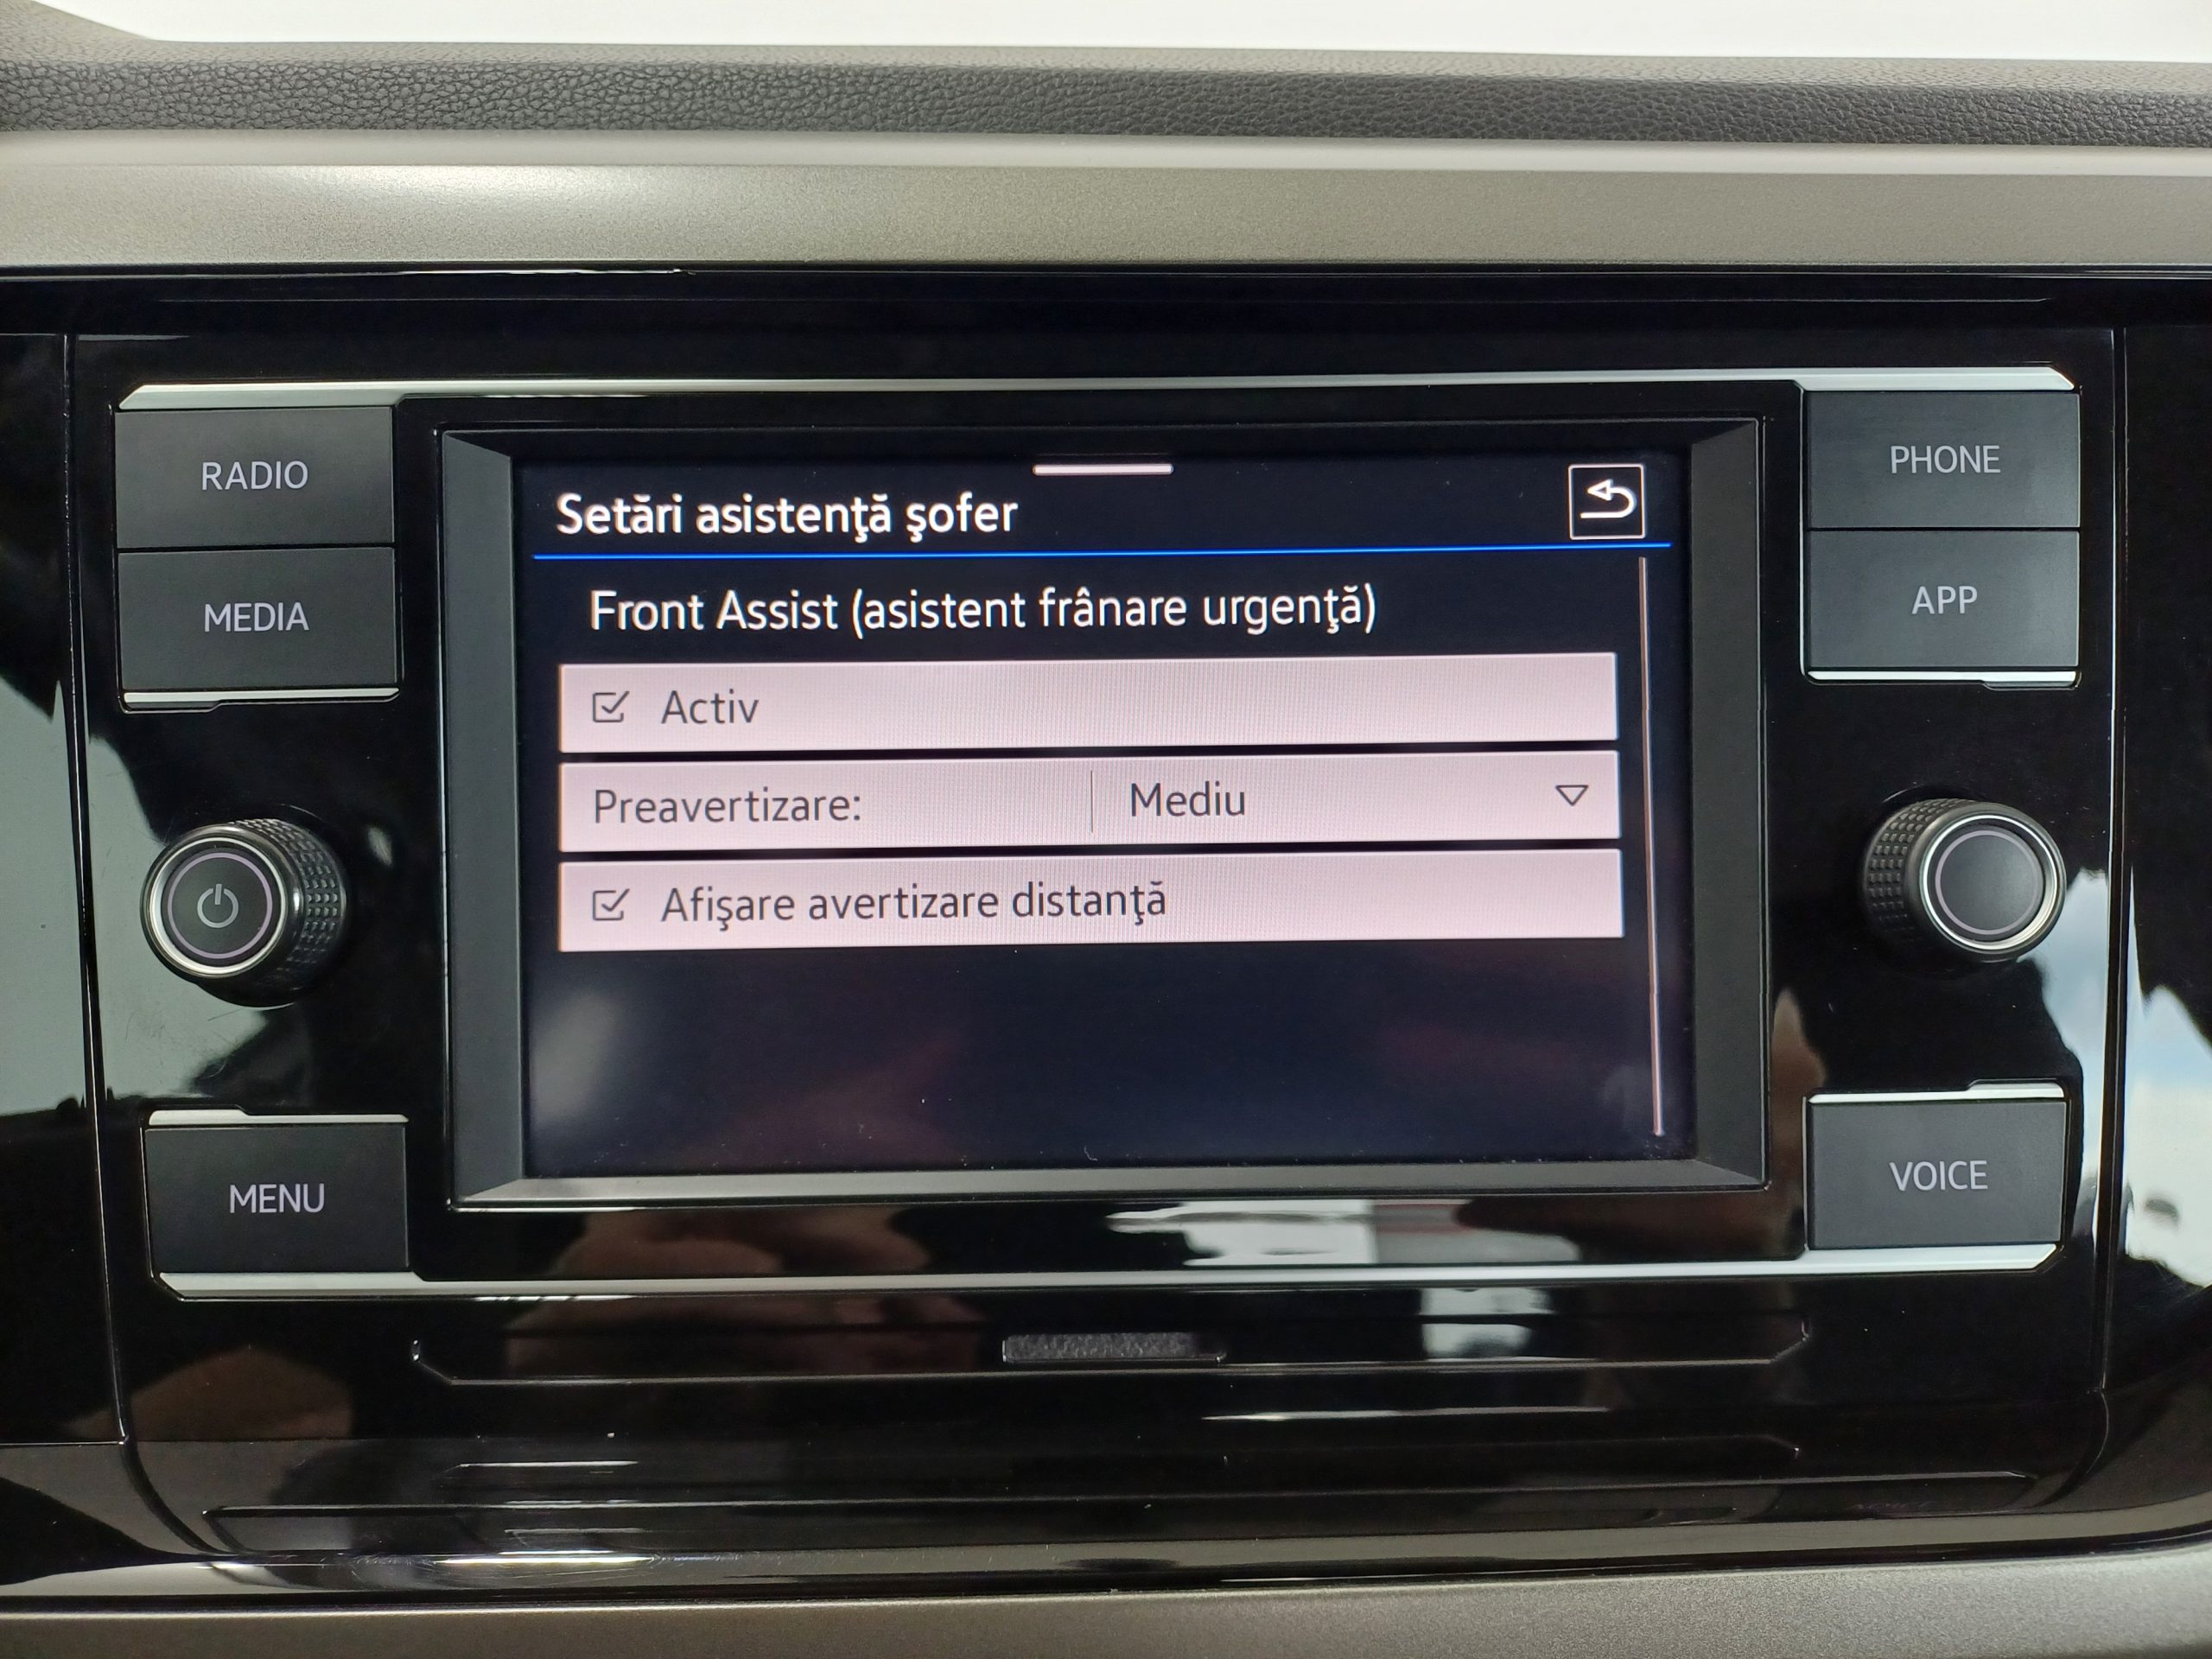 RADIO
MEDIA
MENU
Setări asistenţă şofer
Front Assist (asistent frânare urgenţă)
Activ
Preavertizare: Mediu
Afişare avertizare distanţă
PHONE
APP
VOICE